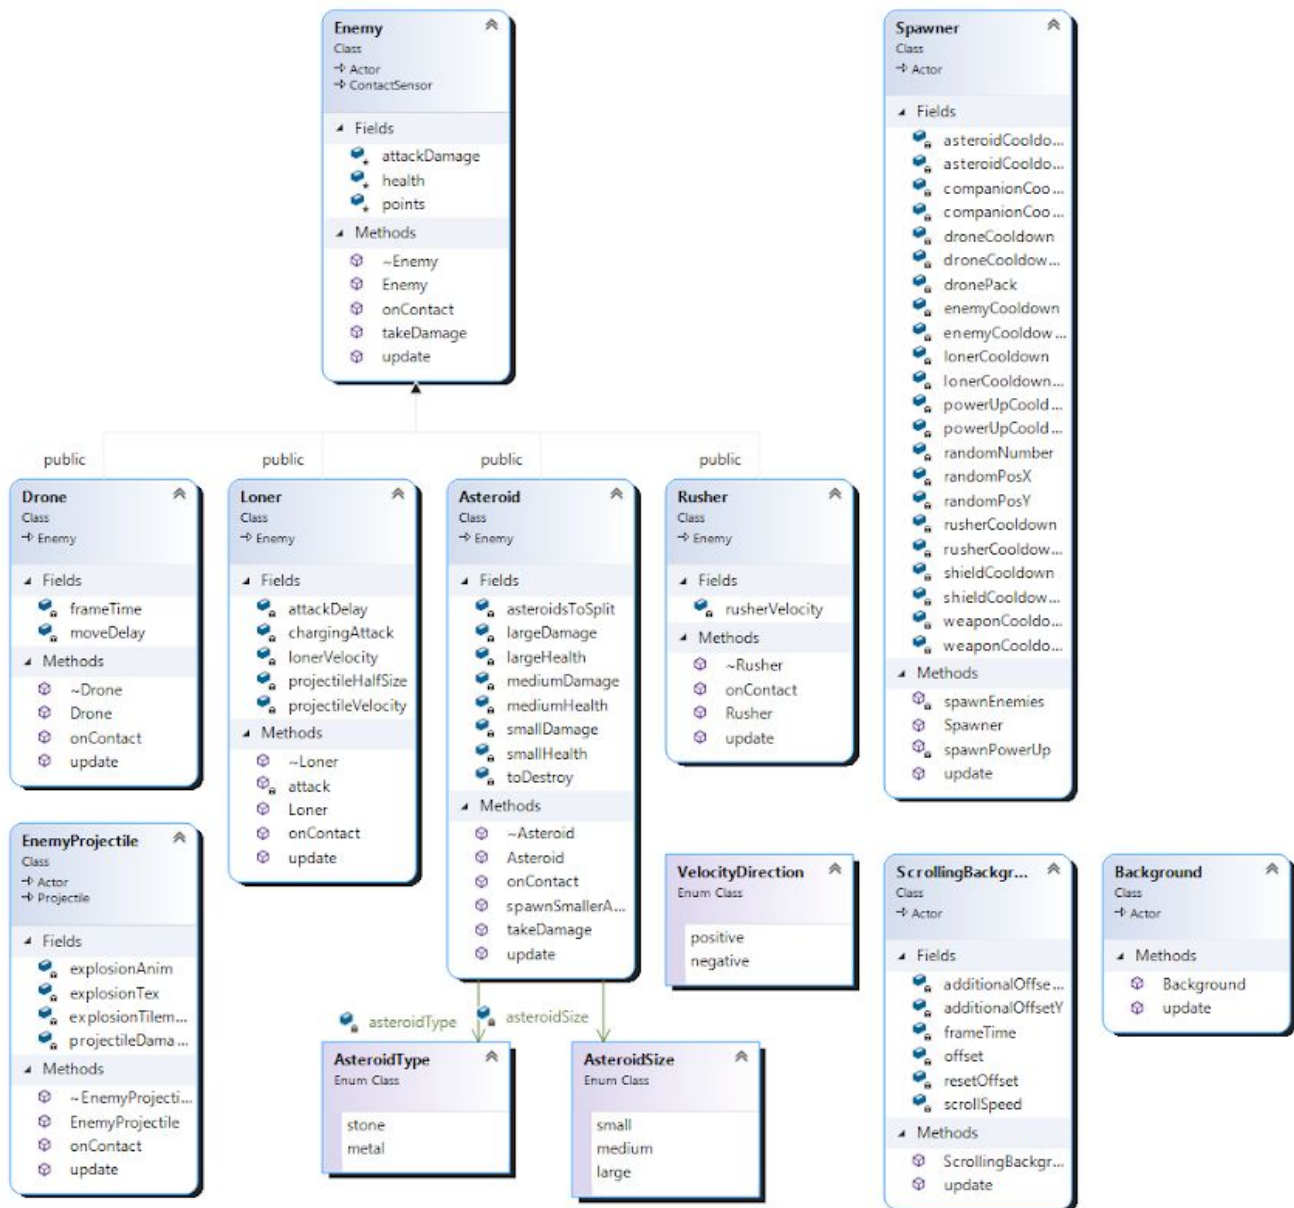 Enemy
Class
Actor
ContactSensor
Fields
attackDamage
health
points
Methods
~Enemy
Enemy
onContact
takeDamage
update
Spawner
Class
Actor
Fields
asteroidCooldo...
asteroidCooldo...
companionCoo...
companionCoo...
droneCooldown
droneCooldow...
dronePack
enemyCooldown
enemyCooldow...
lonerCooldown
lonerCooldown...
powerUpCoold...
powerUpCoold...
randomNumber
randomPosX
randomPosY
rusherCooldown
rusherCooldow...
shieldCooldown
shieldCooldow...
weaponCooldo...
weaponCooldo...
Methods
spawnEnemies
Spawner
spawnPowerUp
update
public
public
public
public
Drone
Class
Enemy
Fields
frameTime
moveDelay
Methods
~Drone
Drone
onContact
update
Loner
Class
Enemy
Fields
attackDelay
chargingAttack
lonerVelocity
projectileHalfSize
projectileVelocity
Methods
~Loner
attack
Loner
onContact
update
Asteroid
Class
Enemy
Fields
asteroidsToSplit
largeDamage
largeHealth
mediumDamage
mediumHealth
smallDamage
smallHealth
toDestroy
Methods
~Asteroid
Asteroid
onContact
spawnSmallerA...
takeDamage
update
Rusher
Class
Enemy
Fields
rusherVelocity
Methods
~Rusher
onContact
Rusher
update
EnemyProjectile
Class
Actor
Projectile
Fields
explosionAnim
explosionTex
explosionTilem...
projectileDama...
Methods
~EnemyProjecti...
EnemyProjectile
onContact
update
asteroidType
asteroidSize
AsteroidType
Enum Class
stone
metal
AsteroidSize
Enum Class
small
medium
large
VelocityDirection
Enum Class
positive
negative
ScrollingBackgr...
Class
Actor
Fields
additionalOffse...
additionalOffsetY
frameTime
offset
resetOffset
scrollSpeed
Methods
ScrollingBackgr...
update
Background
Class
Actor
Methods
Background
update